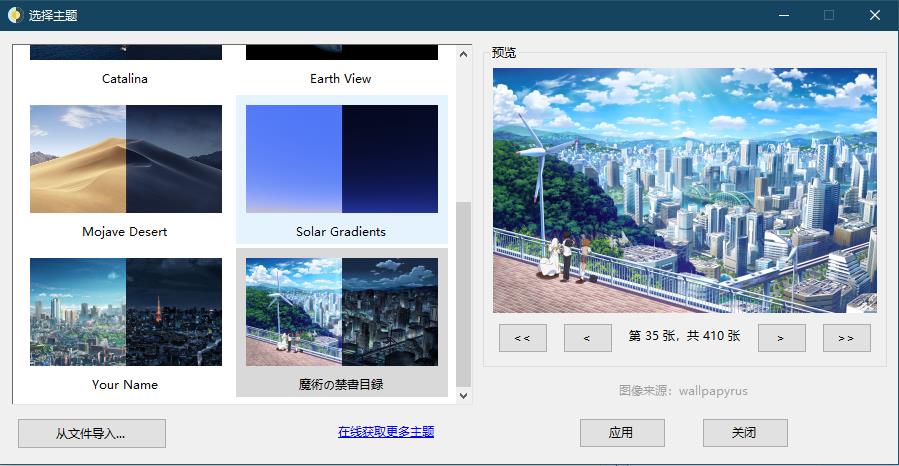 选择主题
Catalina
Earth View
Mojave Desert
Solar Gradients
Your Name
魔術の禁書目録
从文件导入...
在线获取更多主题
预览
<<
<
第 35 张，共 410 张
>
>>
图像来源：wallpapyrus
应用
关闭